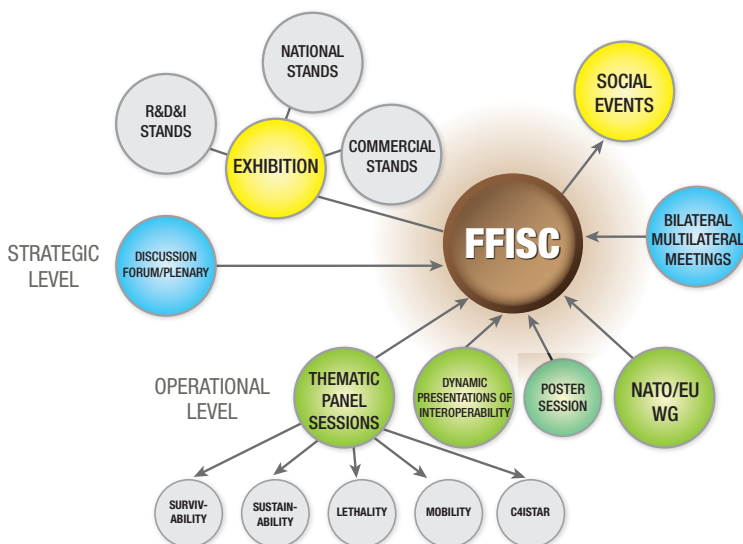 NATIONAL
STANDS
R&D&I
STANDS
EXHIBITION
COMMERCIAL
STANDS
SOCIAL
EVENTS
FFISC
STRATEGIC
LEVEL
DISCUSSION
FORUM/PLENARY
BILATERAL
MULTILATERAL
MEETINGS
OPERATIONAL
LEVEL
THEMATIC
PANEL
SESSIONS
DYNAMIC
PRESENTATIONS OF
INTEROPERABILITY
POSTER
SESSION
NATO/EU
WG
SURVIV-
ABILITY
SUSTAIN-
ABILITY
LETHALITY
MOBILITY
C4ISTAR